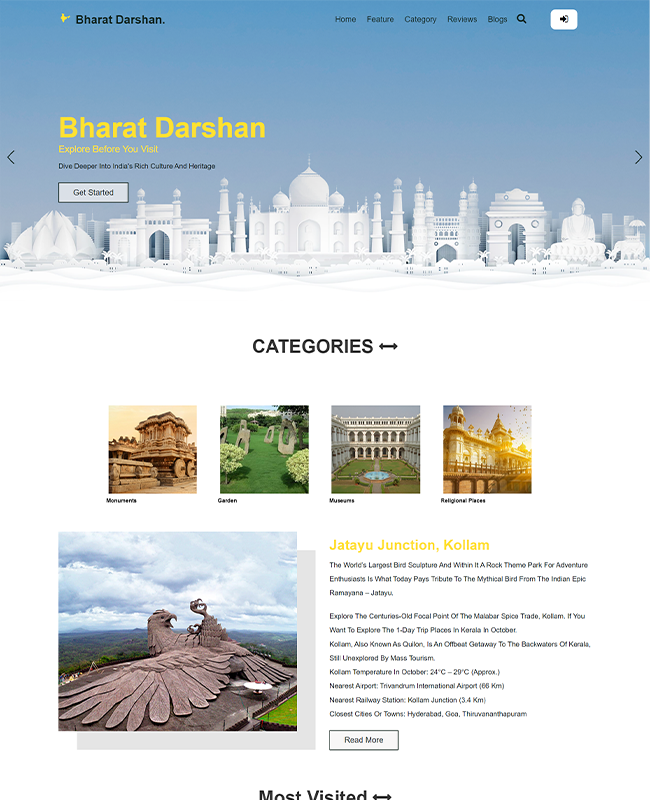 Bharat Darshan.
Home Feature Category Reviews Blogs
Bharat Darshan
Explore Before You Visit
Dive Deeper Into India's Rich Culture And Heritage
Get Started
CATEGORIES
Monuments Garden Museums Religional Places
Jatayu Junction, Kollam
The World's Largest Bird Sculpture And Within It A Rock Theme Park For Adventure
Enthusiasts Is What Today Pays Tribute To The Mythical Bird From The Indian Epic
Ramayana – Jatayu.
Explore The Centuries-Old Focal Point Of The Malabar Spice Trade, Kollam. If You
Want To Explore The 1-Day Trip Places In Kerala In October.
Kollam, Also Known As Quilon, Is An Offbeat Getaway To The Backwaters Of Kerala,
Still Unexplored By Mass Tourism.
Kollam Temperature In October: 24°C – 29°C (Approx.)
Nearest Airport: Trivandrum International Airport (66 Km)
Nearest Railway Station: Kollam Junction (3.4 Km)
Closest Cities Or Towns: Hyderabad, Goa, Thiruvananthapuram
Read More
Most Visited